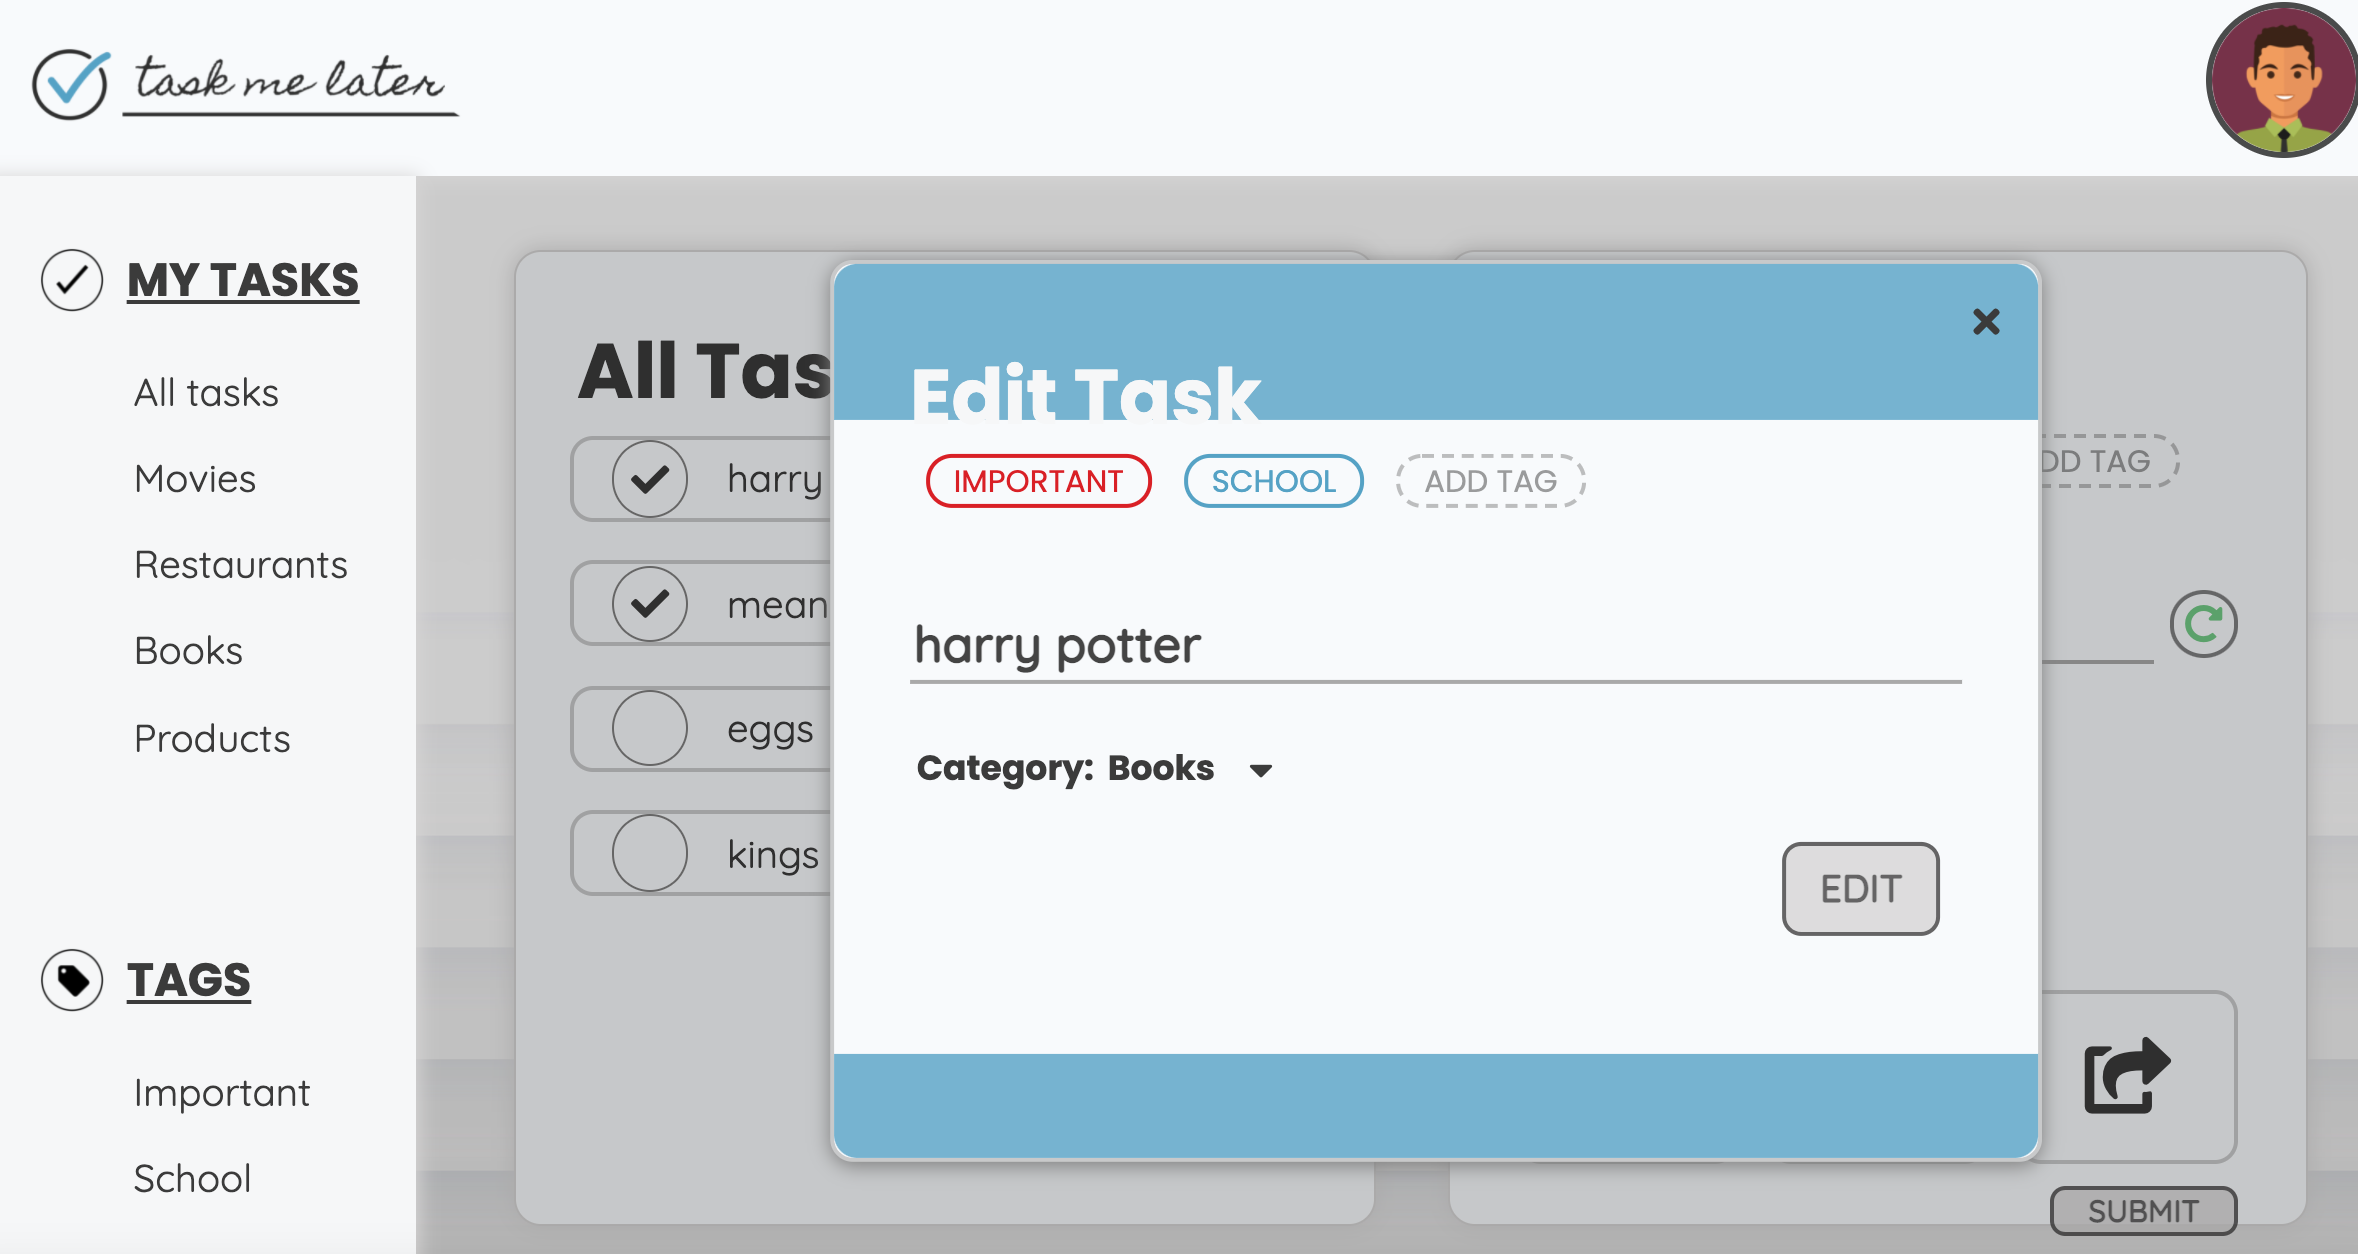 task me later
MY TASKS
All tasks
Movies
Restaurants
Books
Products
TAGS
Important
School
All Tas
harry
mean
eggs
kings
Edit Task
IMPORTANT
SCHOOL
ADD TAG
harry potter
Category: Books
EDIT
DD TAG
SUBMIT